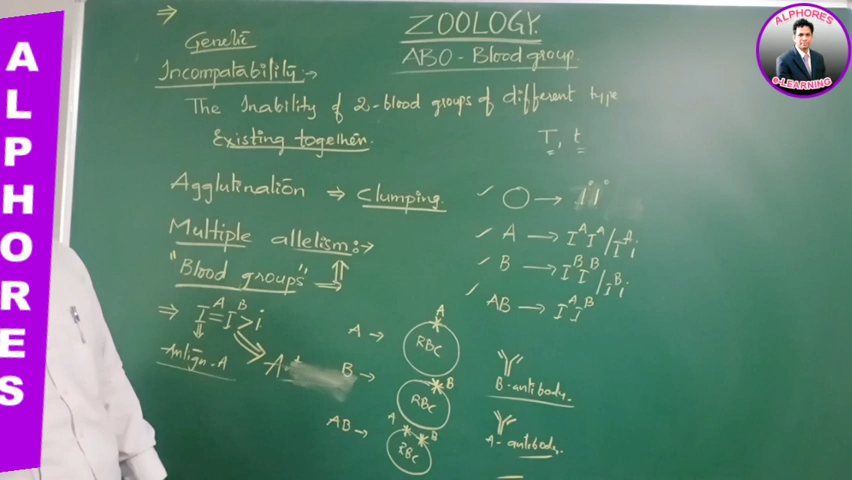 ALPHORES
ALPHORES
e-LEARNING
ZOOLOGY.
ABO - Blood group.
⇒ Genetic
Incompatability :-
The Inability of 2-blood groups of different type
Existing together.
T, t
Agglutination ⇒ Clumping.
Multiple allelism :→
"Blood groups" ⇒
⇒ Iᴬ = Iᴮ > i
Antign-A
✓ O →
✓ A → IᴬIᴬ/Iᴬi
✓ B → IᴮIᴮ/Iᴮi
✓ AB → IᴬIᴮ
A → RBC A
B → RBC B
AB → A RBC B
B-antibody.
A-antibody.